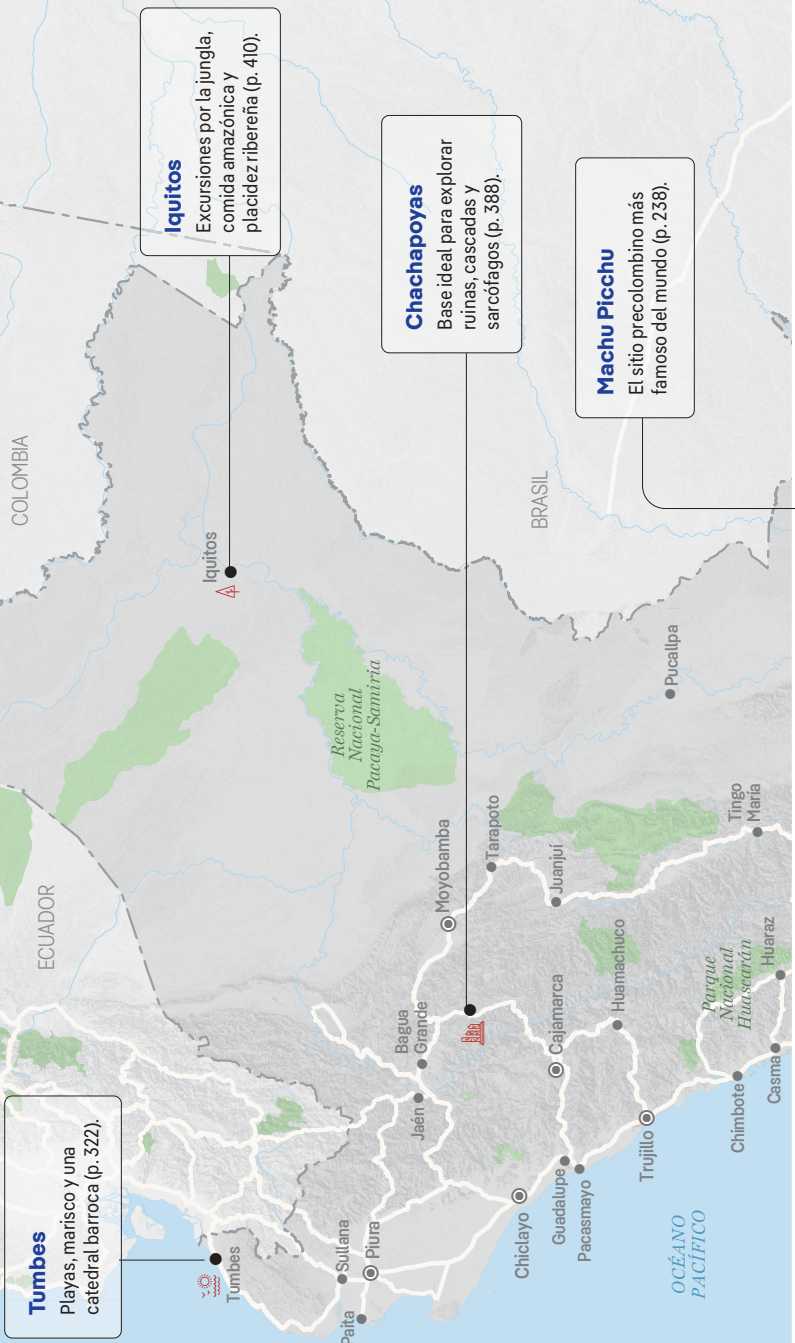 Tumbes
Playas, marisco y una
catedral barroca (p. 322).
Iquitos
Excursiones por la jungla,
comida amazónica y
placidez ribereña (p. 410).
Chachapoyas
Base ideal para explorar
ruinas, cascadas y
sarcófagos (p. 388).
Machu Picchu
El sitio precolombino más
famoso del mundo (p. 238).
COLOMBIA
ECUADOR
BRASIL
Iquitos
Reserva
Nacional
Pacaya-Samiria
Tumbes
Sullana
Piura
Paita
Jaén
Bagua
Grande
Moyobamba
Tarapoto
Juanjuí
Chiclayo
Guadalupe
Pacasmayo
Cajamarca
Huamachuco
Trujillo
Pucallpa
Tingo
María
Parque
Nacional
Huascarán
Huaraz
Chimbote
Casma
OCÉANO
PACÍFICO